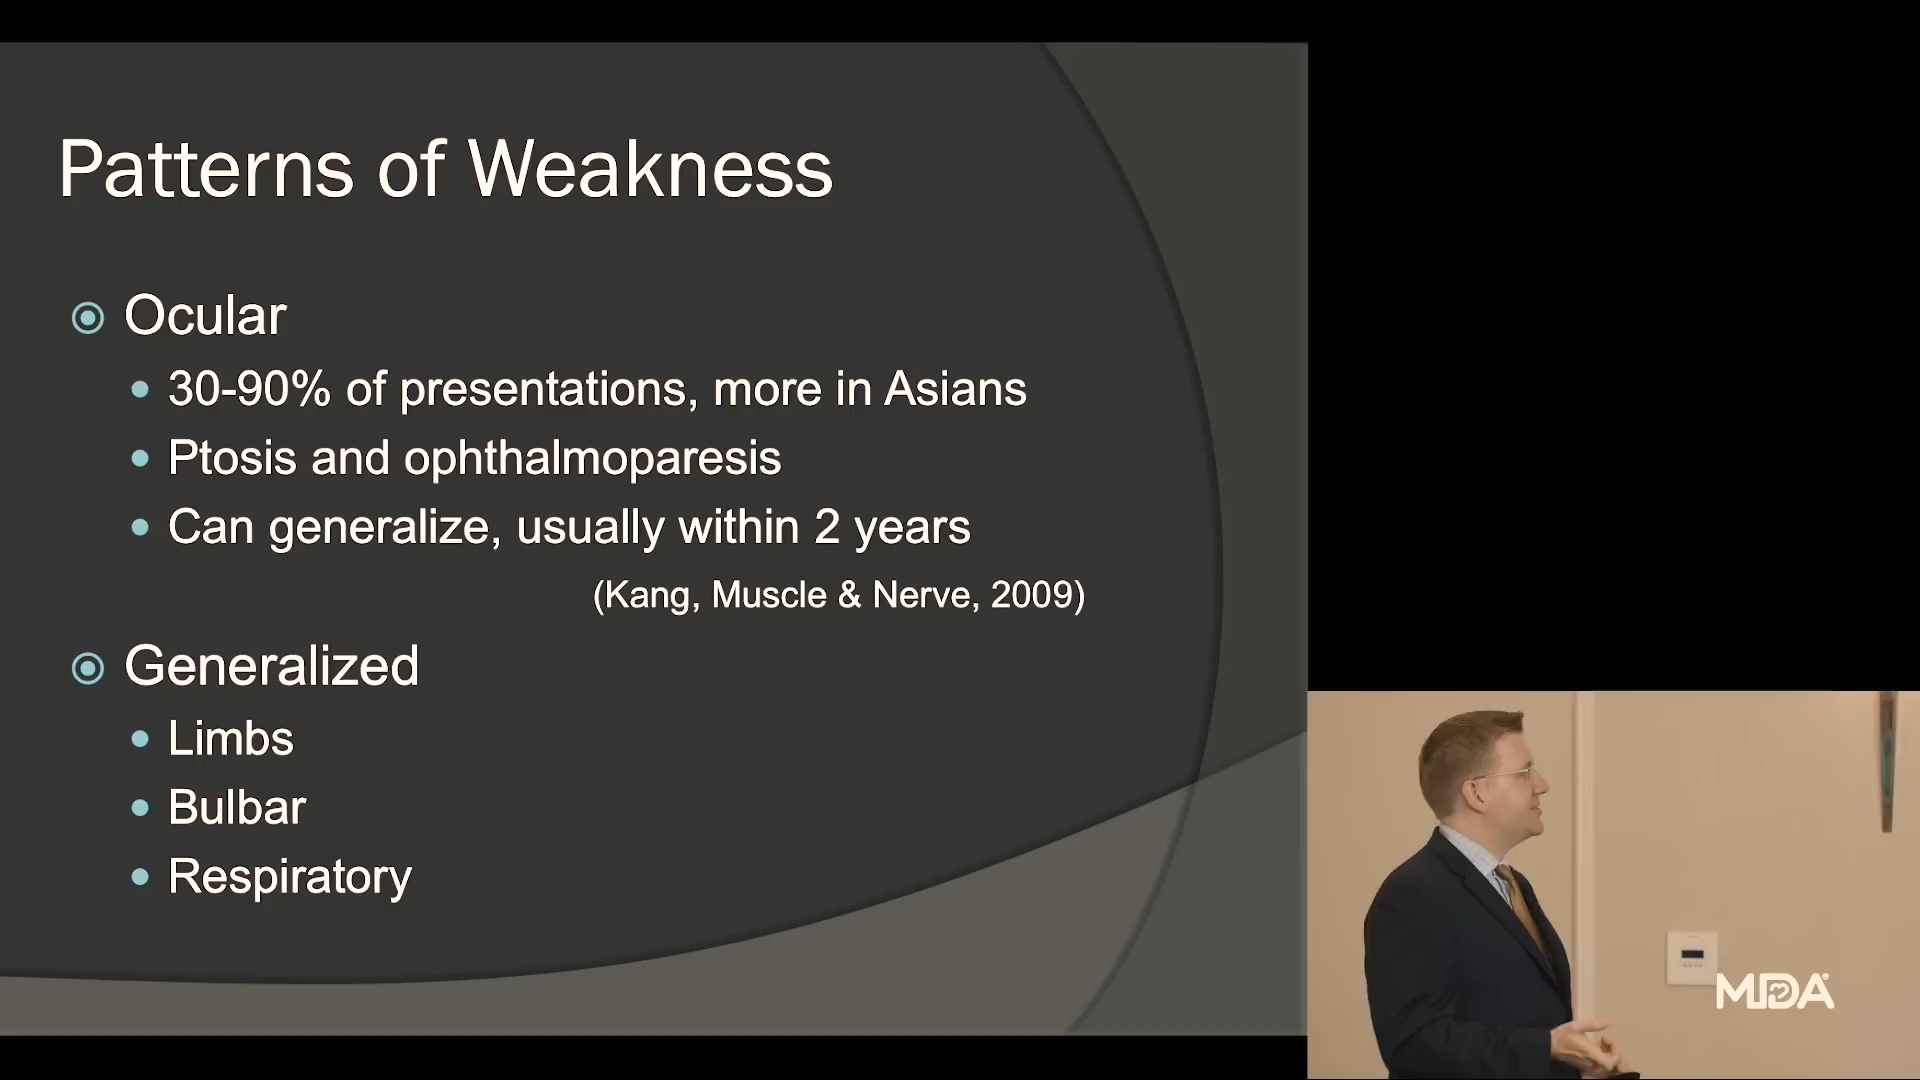 Patterns of Weakness
Ocular
30-90% of presentations, more in Asians
Ptosis and ophthalmoparesis
Can generalize, usually within 2 years
(Kang, Muscle & Nerve, 2009)
Generalized
Limbs
Bulbar
Respiratory
MDA